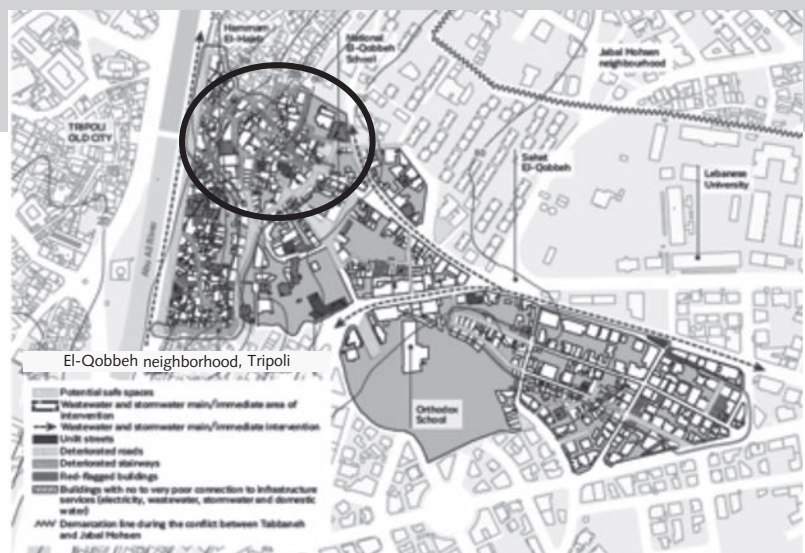 Hammam
El-Hajeb
National
El-Qobbeh
School
Jabal Mohsen
neighbourhood
TRIPOLI
OLD CITY
Sahat
El-Qobbeh
Lebanese
University
Abu Ali River
El-Qobbeh neighborhood, Tripoli
Potential safe spaces
Wastewater and stormwater main/immediate area of
intervention
Wastewater and stormwater main/immediate intervention
Unlit streets
Deteriorated roads
Deteriorated stairways
Red-flagged buildings
Buildings with no to very poor connection to infrastructure
services (electricity, wastewater, stormwater and domestic
water)
Demarcation line during the conflict between Tabbaneh
and Jabal Mohsen
Orthodox
School